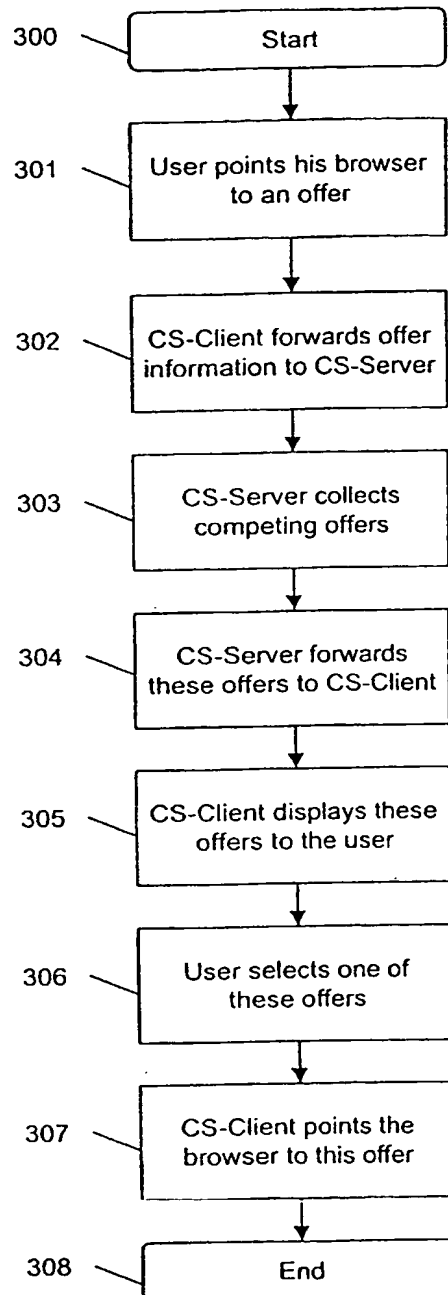 300
Start
301
User points his browser
to an offer
302
CS-Client forwards offer
information to CS-Server
303
CS-Server collects
competing offers
304
CS-Server forwards
these offers to CS-Client
305
CS-Client displays these
offers to the user
306
User selects one of
these offers
307
CS-Client points the
browser to this offer
308
End